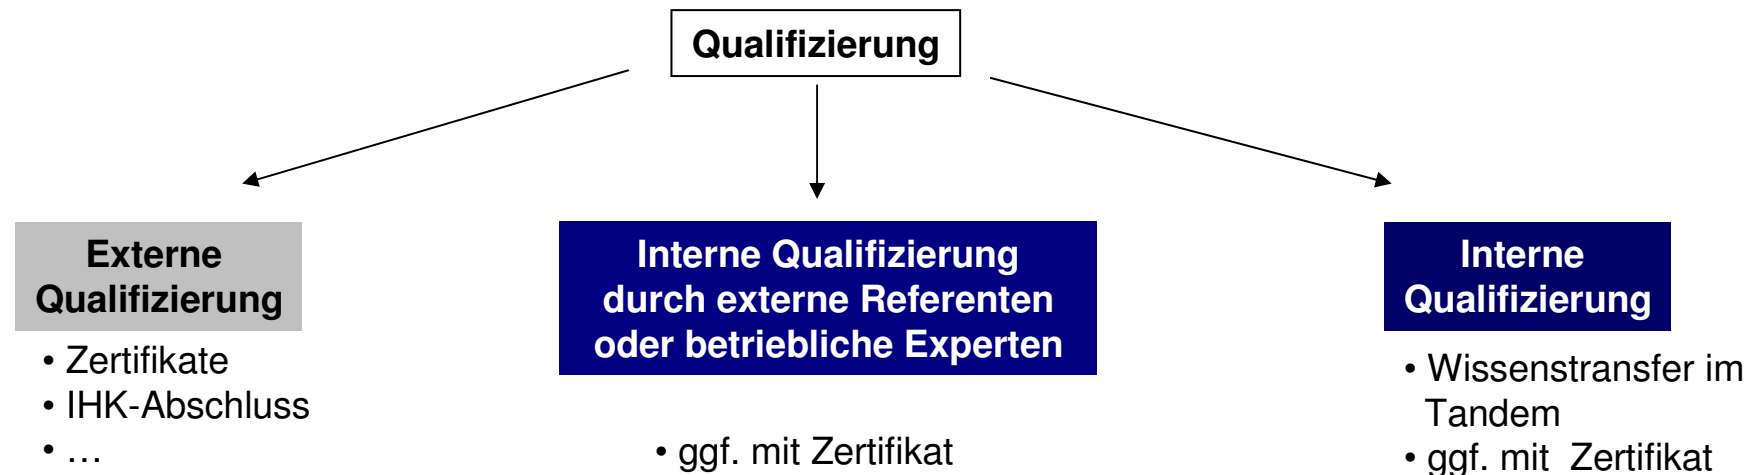 Qualifizierung
Externe
Qualifizierung
• Zertifikate
• IHK-Abschluss
• …
Interne Qualifizierung
durch externe Referenten
oder betriebliche Experten
• ggf. mit Zertifikat
Interne
Qualifizierung
• Wissenstransfer im
Tandem
• ggf. mit Zertifikat